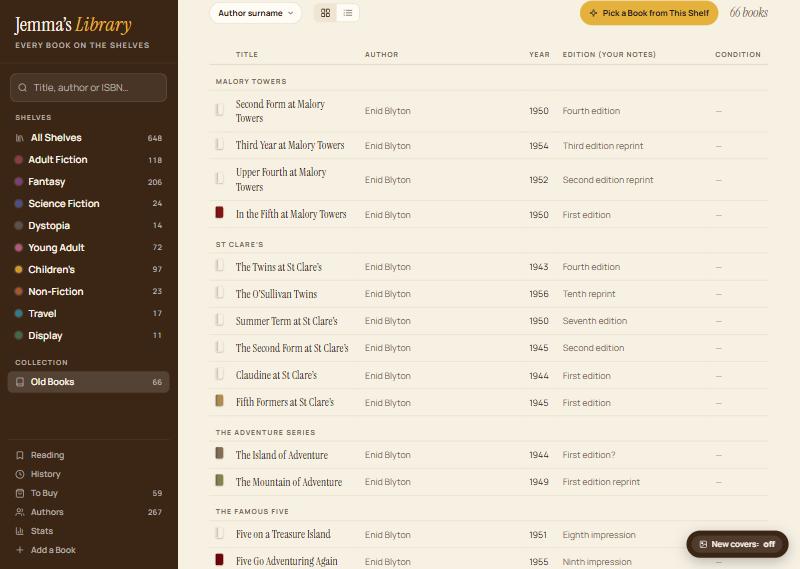 Jemma's Library
EVERY BOOK ON THE SHELVES
Title, author or ISBN...
SHELVES
All Shelves 648
Adult Fiction 118
Fantasy 206
Science Fiction 24
Dystopia 14
Young Adult 72
Children's 97
Non-Fiction 23
Travel 17
Display 11
COLLECTION
Old Books 66
Reading
History
To Buy 59
Authors 267
Stats
Add a Book
Author surname
Pick a Book from This Shelf
66 books
TITLE AUTHOR YEAR EDITION (YOUR NOTES) CONDITION
MALORY TOWERS
Second Form at Malory
Towers Enid Blyton 1950 Fourth edition —
Third Year at Malory Towers Enid Blyton 1954 Third edition reprint —
Upper Fourth at Malory
Towers Enid Blyton 1952 Second edition reprint —
In the Fifth at Malory Towers Enid Blyton 1950 First edition —
ST CLARE'S
The Twins at St Clare's Enid Blyton 1943 Fourth edition —
The O'Sullivan Twins Enid Blyton 1956 Tenth reprint —
Summer Term at St Clare's Enid Blyton 1950 Seventh edition —
The Second Form at St Clare's Enid Blyton 1945 Second edition —
Claudine at St Clare's Enid Blyton 1944 First edition —
Fifth Formers at St Clare's Enid Blyton 1945 First edition —
THE ADVENTURE SERIES
The Island of Adventure Enid Blyton 1944 First edition? —
The Mountain of Adventure Enid Blyton 1949 First edition reprint —
THE FAMOUS FIVE
Five on a Treasure Island Enid Blyton 1951 Eighth impression
Five Go Adventuring Again Enid Blyton 1955 Ninth impression —
New covers: off